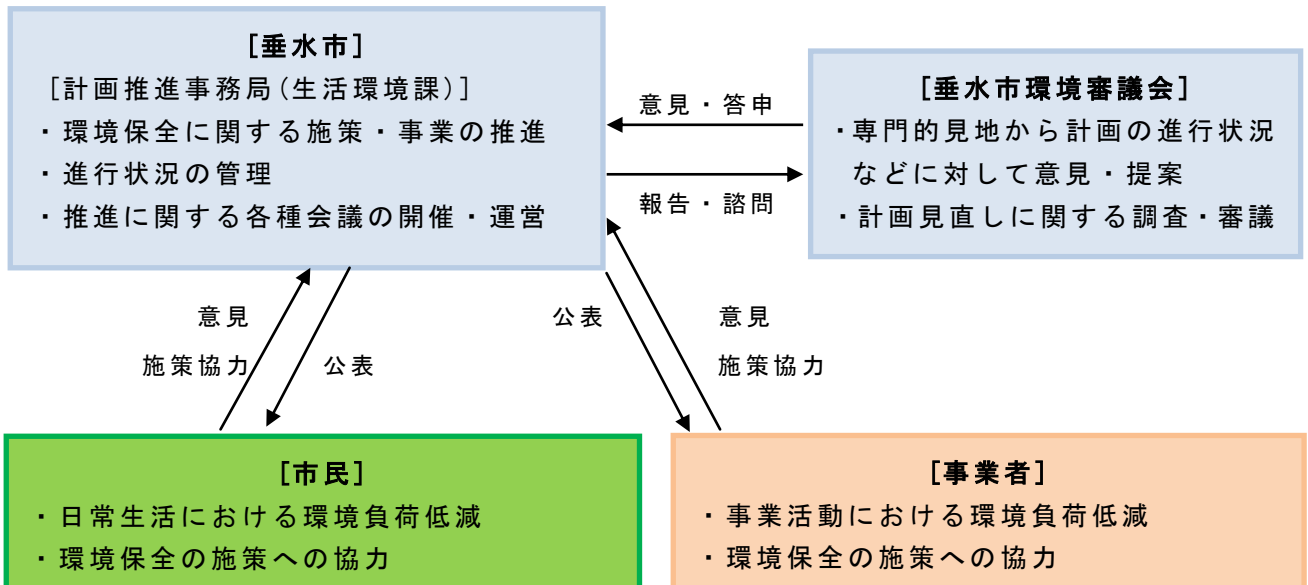 [垂水市]
[計画推進事務局(生活環境課)]
・環境保全に関する施策・事業の推進
・進行状況の管理
・推進に関する各種会議の開催・運営
意見・答申
報告・諮問
[垂水市環境審議会]
・専門的見地から計画の進行状況
などに対して意見・提案
・計画見直しに関する調査・審議
意見
施策協力
公表
公表
意見
施策協力
[市民]
・日常生活における環境負荷低減
・環境保全の施策への協力
[事業者]
・事業活動における環境負荷低減
・環境保全の施策への協力